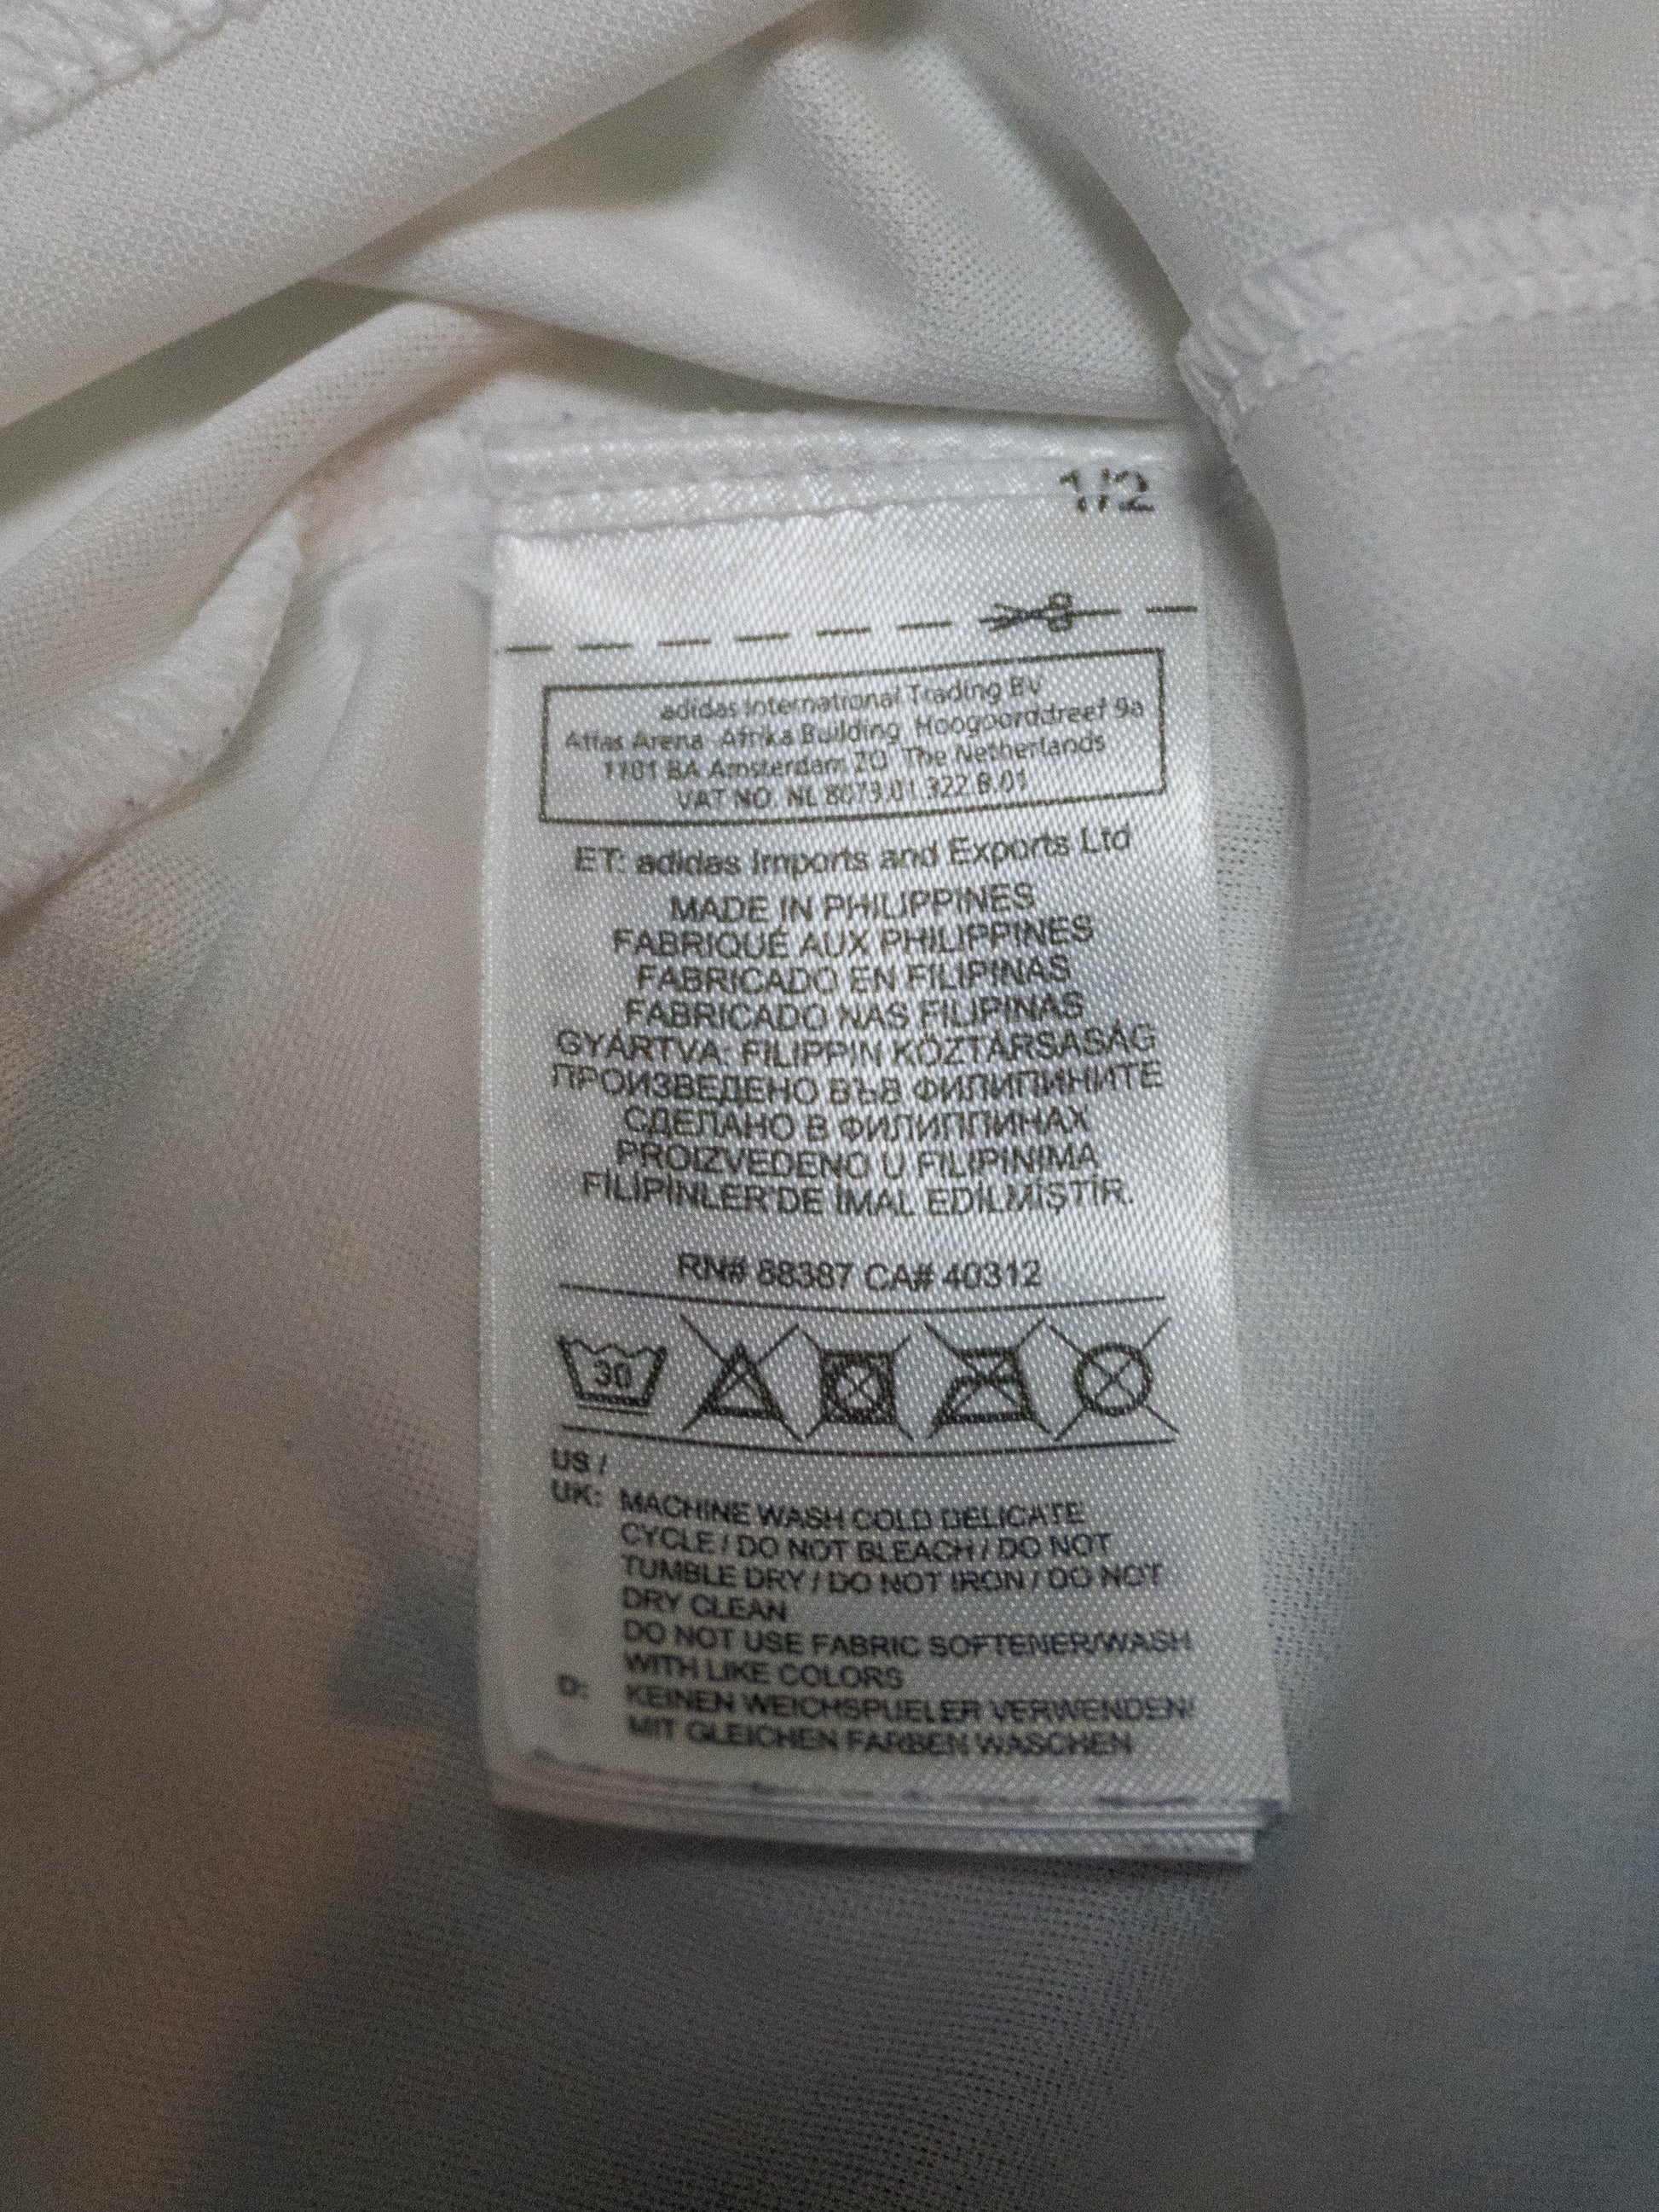 1/2
adidas International Trading BV
Atlas Arena Afrika Building, Hoogoorddreef 9a
1101 BA Amsterdam ZO The Netherlands
VAT NO. NL 8073.01.322.B.01
ET: adidas Imports and Exports Ltd
MADE IN PHILIPPINES
FABRIQUÉ AUX PHILIPPINES
FABRICADO EN FILIPINAS
FABRICADO NAS FILIPINAS
GYÁRTVA: FILIPPIN KÖZTÁRSASÁG
ПРОИЗВЕДЕНО ВЪВ ФИЛИПИНИТЕ
СДЕЛАНО В ФИЛИППИНАХ
PROIZVEDENO U FILIPINIMA
FİLİPİNLER'DE İMAL EDİLMİŞTİR.
RN# 88387 CA# 40312
30
US /
UK: MACHINE WASH COLD DELICATE
CYCLE / DO NOT BLEACH / DO NOT
TUMBLE DRY / DO NOT IRON / DO NOT
DRY CLEAN
DO NOT USE FABRIC SOFTENER/WASH
WITH LIKE COLORS
D: KEINEN WEICHSPUELER VERWENDEN/
MIT GLEICHEN FARBEN WASCHEN